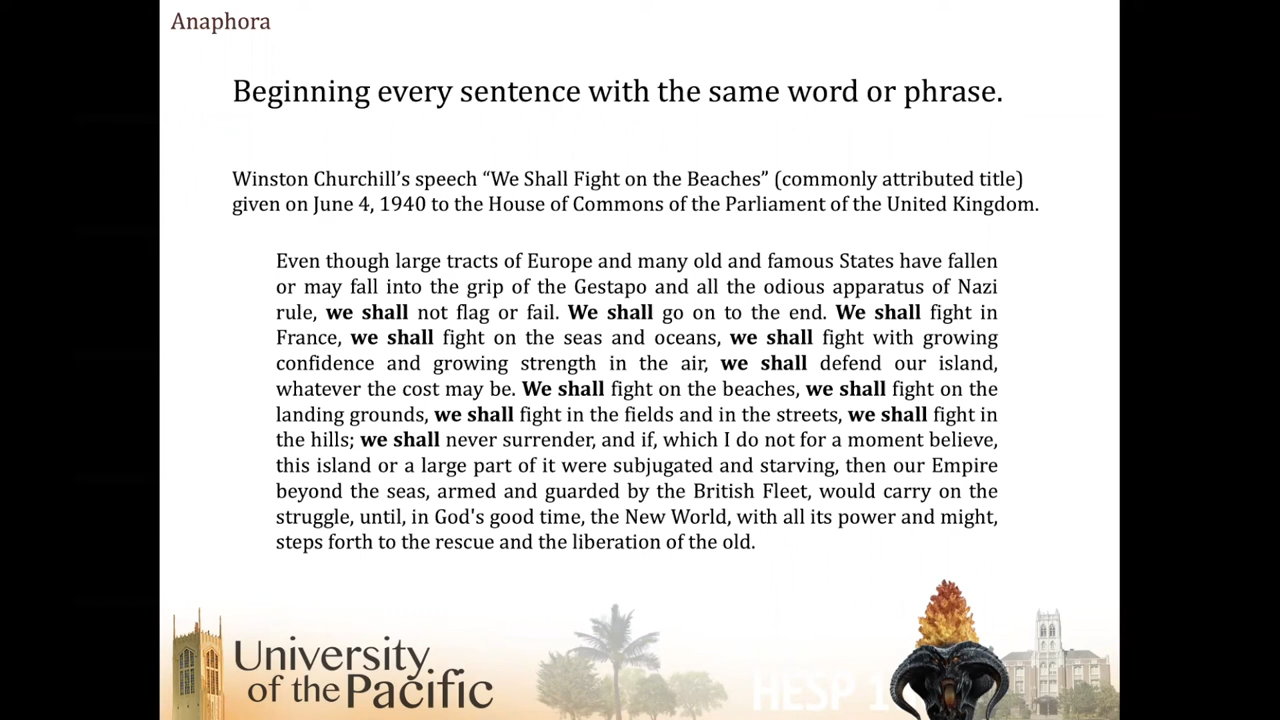 Anaphora
Beginning every sentence with the same word or phrase.
Winston Churchill's speech “We Shall Fight on the Beaches” (commonly attributed title)
given on June 4, 1940 to the House of Commons of the Parliament of the United Kingdom.
Even though large tracts of Europe and many old and famous States have fallen
or may fall into the grip of the Gestapo and all the odious apparatus of Nazi
rule, we shall not flag or fail. We shall go on to the end. We shall fight in
France, we shall fight on the seas and oceans, we shall fight with growing
confidence and growing strength in the air, we shall defend our island,
whatever the cost may be. We shall fight on the beaches, we shall fight on the
landing grounds, we shall fight in the fields and in the streets, we shall fight in
the hills; we shall never surrender, and if, which I do not for a moment believe,
this island or a large part of it were subjugated and starving, then our Empire
beyond the seas, armed and guarded by the British Fleet, would carry on the
struggle, until, in God's good time, the New World, with all its power and might,
steps forth to the rescue and the liberation of the old.
University
of the Pacific
HESP